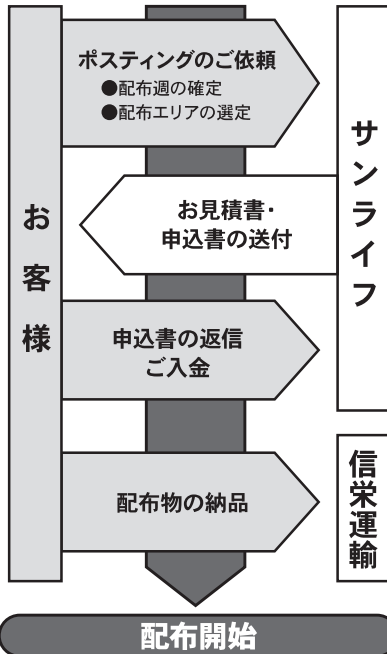 お客様
サンライフ
ポスティングのご依頼
●配布週の確定
●配布エリアの選定
お見積書・
申込書の送付
申込書の返信
ご入金
配布物の納品
信栄運輸
配布開始